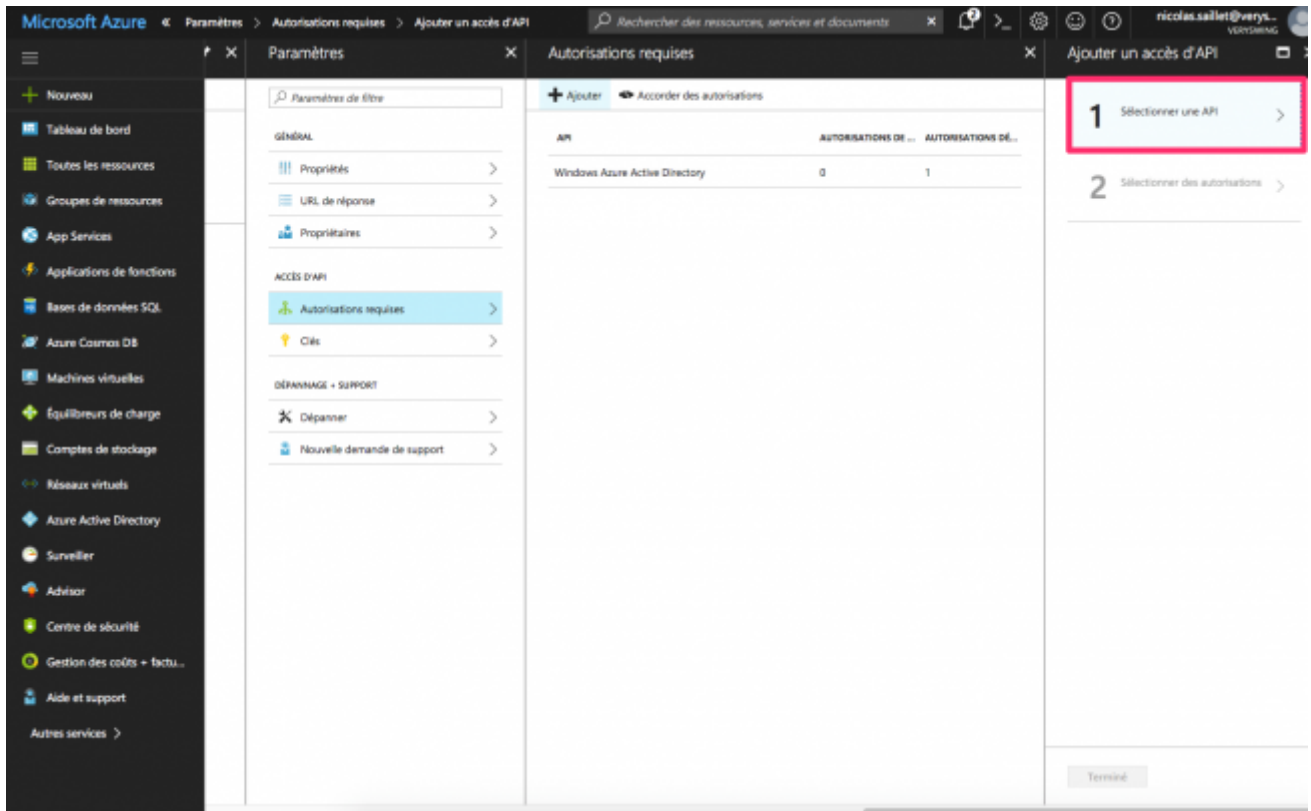 Microsoft Azure « Paramètres > Autorisations requises > Ajouter un accès d'API
Rechercher des ressources, services et documents
2
nicolas.saillet@verys...
VERYSWING
Paramètres
Autorisations requises
Ajouter un accès d'API
Nouveau
Tableau de bord
Toutes les ressources
Groupes de ressources
App Services
Applications de fonctions
Bases de données SQL
Azure Cosmos DB
Machines virtuelles
Équilibreurs de charge
Comptes de stockage
Réseaux virtuels
Azure Active Directory
Surveiller
Advisor
Centre de sécurité
Gestion des coûts + factu...
Aide et support
Autres services >
Paramètres de filtre
GÉNÉRAL
Propriétés
URL de réponse
Propriétaires
ACCÈS D'API
Autorisations requises
Clés
DÉPANNAGE + SUPPORT
Dépanner
Nouvelle demande de support
Ajouter Accorder des autorisations
API AUTORISATIONS DE ... AUTORISATIONS DÉ...
Windows Azure Active Directory 0 1
1 Sélectionner une API
2 Sélectionner des autorisations
Terminé